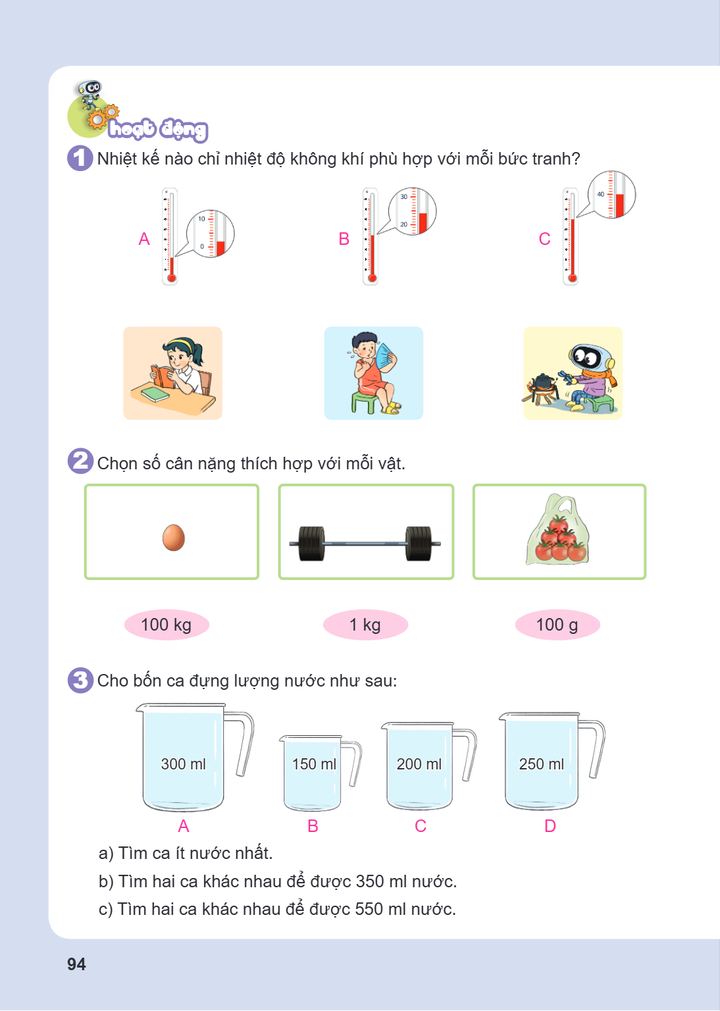 hoạt động
1 Nhiệt kế nào chỉ nhiệt độ không khí phù hợp với mỗi bức tranh?
A
10
0
B
30
20
C
40
2 Chọn số cân nặng thích hợp với mỗi vật.
100 kg 1 kg 100 g
3 Cho bốn ca đựng lượng nước như sau:
300 ml 150 ml 200 ml 250 ml
A B C D
a) Tìm ca ít nước nhất.
b) Tìm hai ca khác nhau để được 350 ml nước.
c) Tìm hai ca khác nhau để được 550 ml nước.
94